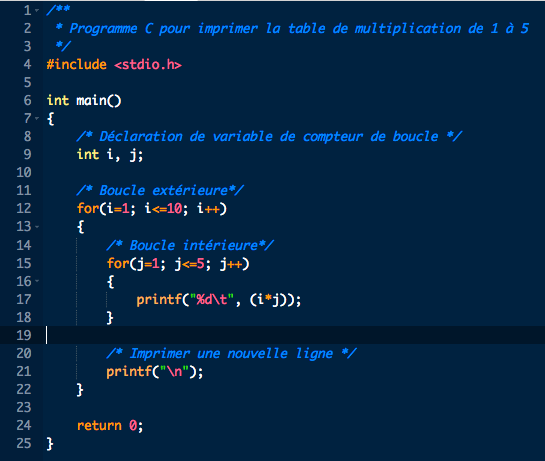 1 /**
2  * Programme C pour imprimer la table de multiplication de 1 à 5
3  */
4 #include <stdio.h>
5
6 int main()
7 {
8     /* Déclaration de variable de compteur de boucle */
9     int i, j;
10
11     /* Boucle extérieure*/
12     for(i=1; i<=10; i++)
13     {
14         /* Boucle intérieure*/
15         for(j=1; j<=5; j++)
16         {
17             printf("%d\t", (i*j));
18         }
19
20         /* Imprimer une nouvelle ligne */
21         printf("\n");
22     }
23
24     return 0;
25 }